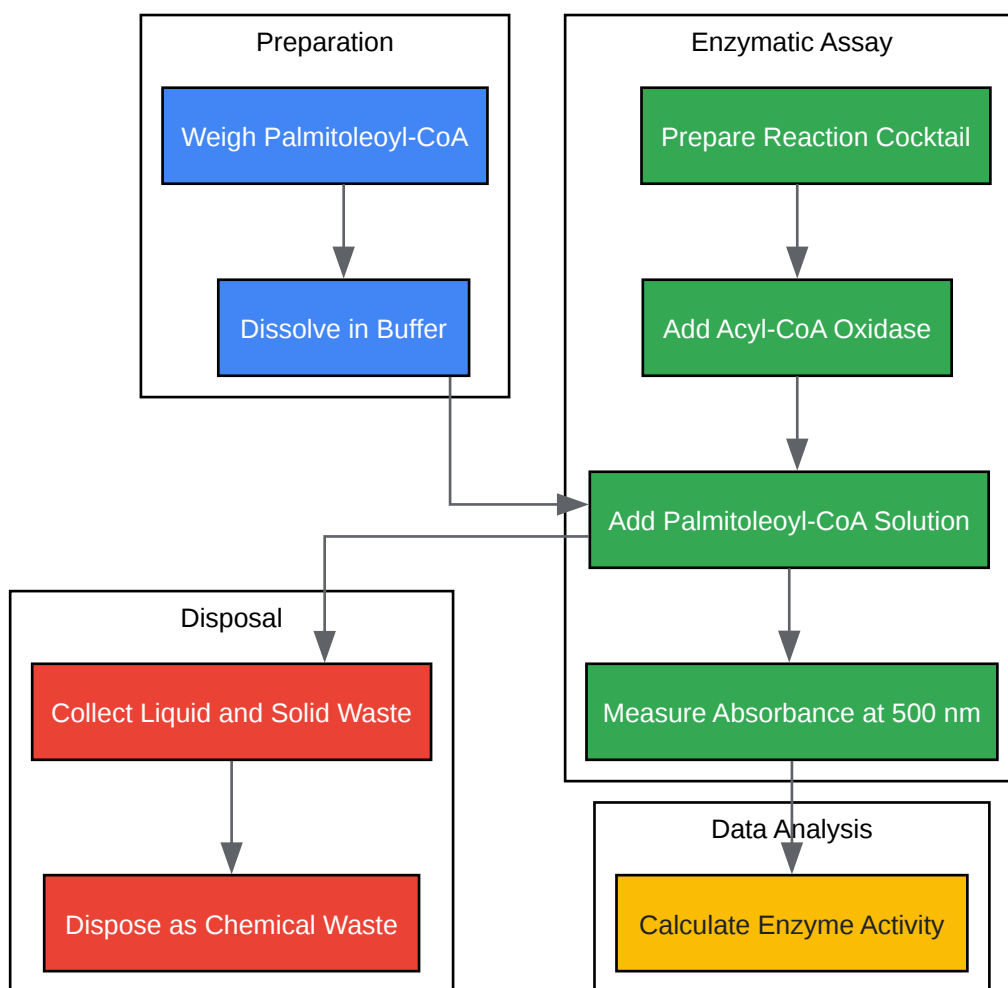 Preparation
Weigh Palmitoleoyl-CoA
Dissolve in Buffer
Enzymatic Assay
Prepare Reaction Cocktail
Add Acyl-CoA Oxidase
Add Palmitoleoyl-CoA Solution
Measure Absorbance at 500 nm
Disposal
Collect Liquid and Solid Waste
Dispose as Chemical Waste
Data Analysis
Calculate Enzyme Activity